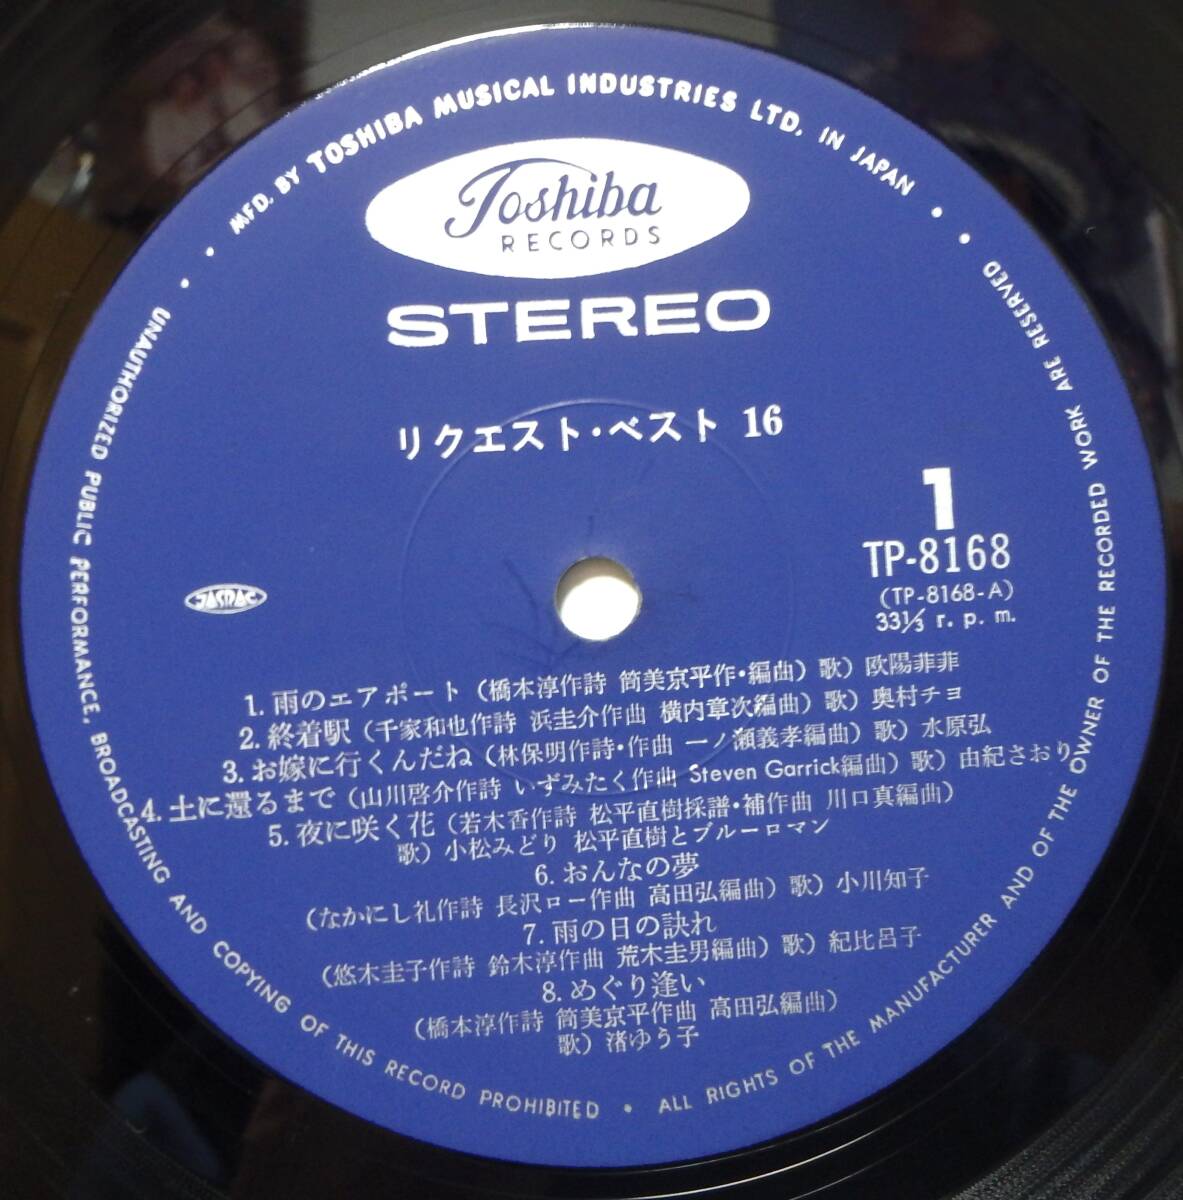 MFD. BY TOSHIBA MUSICAL INDUSTRIES LTD. IN JAPAN
Toshiba
RECORDS
STEREO
リクエスト・ベスト 16
1
TP-8168
(TP-8168-A)
33⅓ r. p. m.
JASRAC
1. 雨のエアポート (橋本淳作詩 筒美京平作・編曲) 歌) 欧陽菲菲
2. 終着駅 (千家和也作詩 浜圭介作曲 横内章次編曲) 歌) 奥村チヨ
3. お嫁に行くんだね (林保明作詩・作曲 一ノ瀬義孝編曲) 歌) 水原弘
4. 土に還るまで (山川啓介作詩 いずみたく作曲 Steven Garrick編曲) 歌) 由紀さおり
5. 夜に咲く花 (若木香作詩 松平直樹採譜・補作曲 川口真編曲)
歌) 小松みどり 松平直樹とブルーロマン
6. おんなの夢
(なかにし礼作詩 長沢ロー作曲 高田弘編曲) 歌) 小川知子
7. 雨の日の訣れ
(悠木圭子作詩 鈴木淳作曲 荒木圭男編曲) 歌) 紀比呂子
8. めぐり逢い
(橋本淳作詩 筒美京平作曲 高田弘編曲)
歌) 渚ゆう子
UNAUTHORIZED PUBLIC PERFORMANCE, BROADCASTING AND COPYING OF THIS RECORD PROHIBITED • ALL RIGHTS OF THE MANUFACTURER AND OF THE OWNER OF THE RECORDED WORK ARE RESERVED